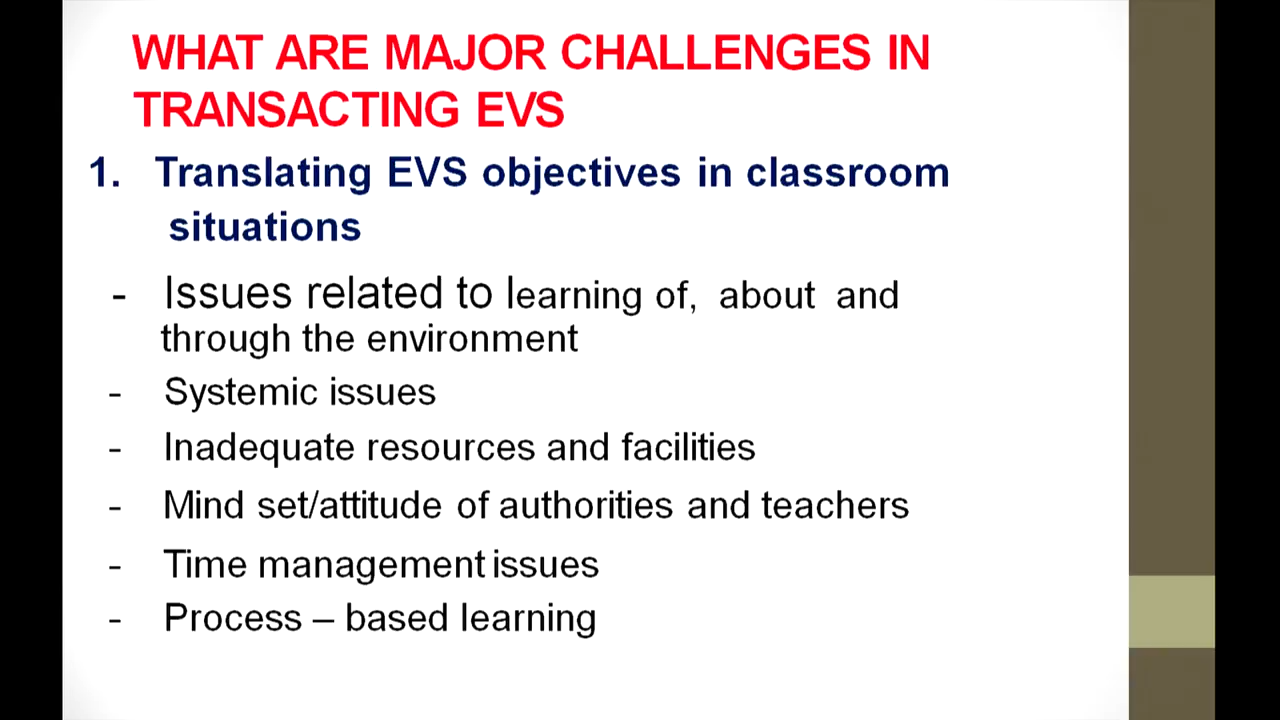 WHAT ARE MAJOR CHALLENGES IN
TRANSACTING EVS
1. Translating EVS objectives in classroom
situations
- Issues related to learning of, about and
through the environment
- Systemic issues
- Inadequate resources and facilities
- Mind set/attitude of authorities and teachers
- Time management issues
- Process – based learning